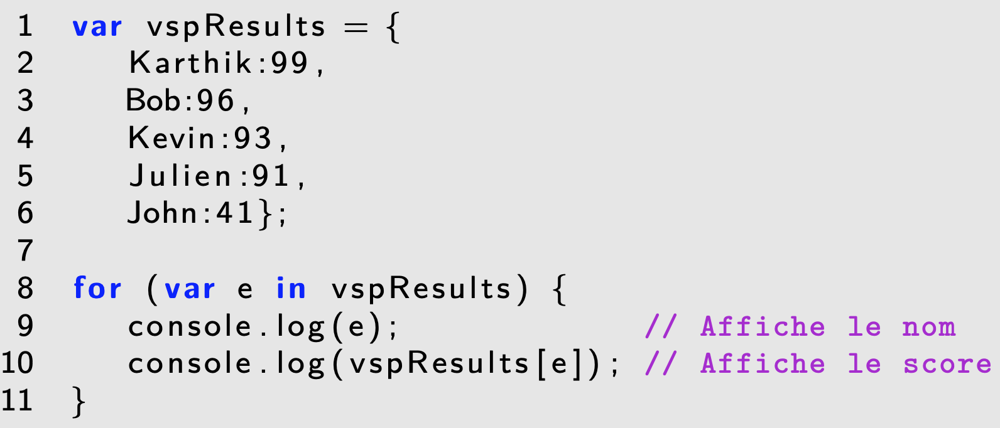 1 var vspResults = {
2 Karthik:99,
3 Bob:96,
4 Kevin:93,
5 Julien:91,
6 John:41};
7
8 for (var e in vspResults) {
9 console.log(e); // Affiche le nom
10 console.log(vspResults[e]); // Affiche le score
11 }